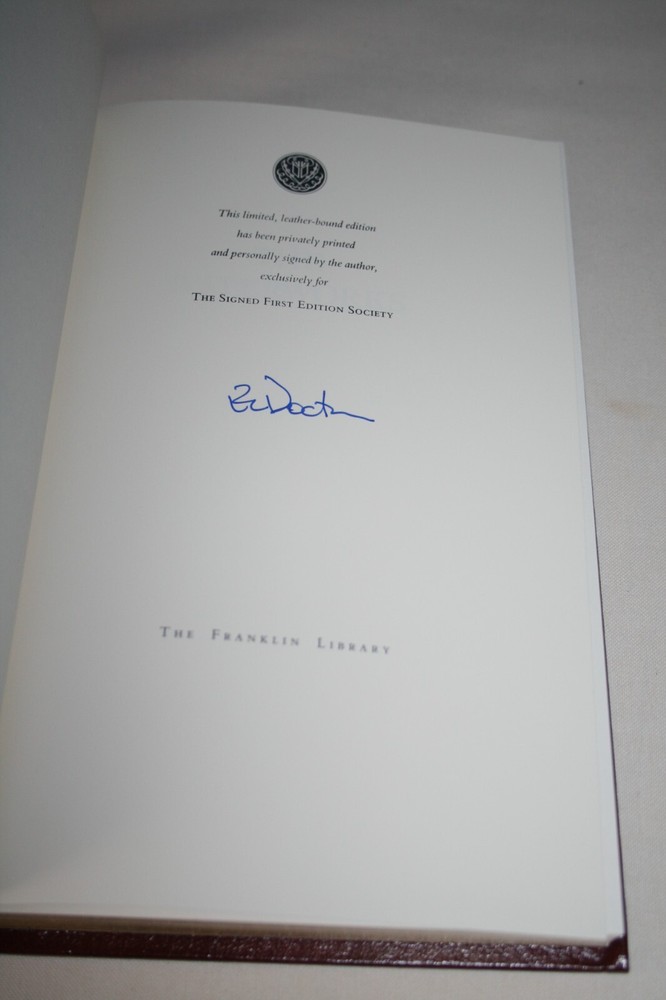 This limited, leather-bound edition
has been privately printed
and personally signed by the author,
exclusively for
THE SIGNED FIRST EDITION SOCIETY
THE FRANKLIN LIBRARY